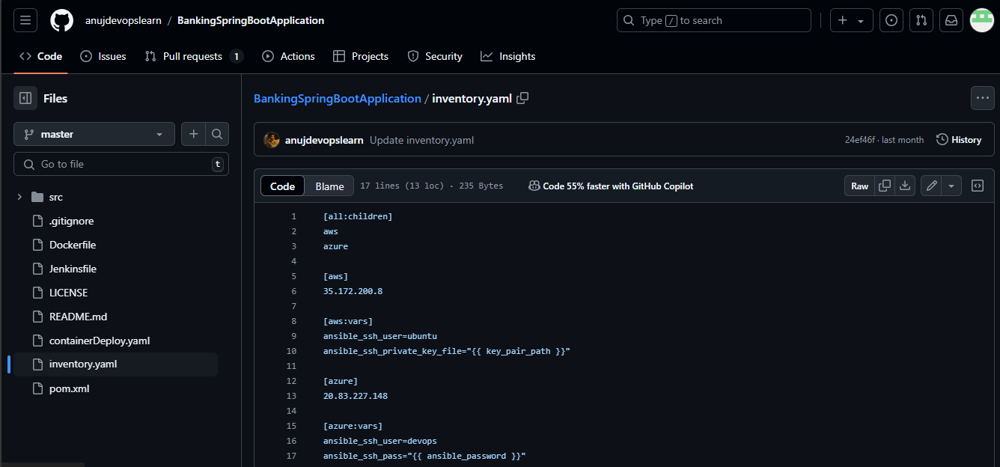 anujdevopslearn / BankingSpringBootApplication
Type / to search
Code
Issues
Pull requests 1
Actions
Projects
Security
Insights
Files
master
Go to file
t
src
.gitignore
Dockerfile
Jenkinsfile
LICENSE
README.md
containerDeploy.yaml
inventory.yaml
pom.xml
BankingSpringBootApplication / inventory.yaml
anujdevopslearn Update inventory.yaml
24ef46f · last month
History
Code
Blame
17 lines (13 loc) · 235 Bytes
Code 55% faster with GitHub Copilot
Raw
1 [all:children]
2 aws
3 azure
4
5 [aws]
6 35.172.200.8
7
8 [aws:vars]
9 ansible_ssh_user=ubuntu
10 ansible_ssh_private_key_file="{{ key_pair_path }}"
11
12 [azure]
13 20.83.227.148
14
15 [azure:vars]
16 ansible_ssh_user=devops
17 ansible_ssh_pass="{{ ansible_password }}"